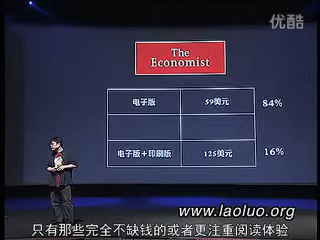 优酷
The
Economist
电子版 59美元 84%
电子版+印刷版 125美元 16%
www.laoluo.org
只有那些完全不缺钱的或者更注重阅读体验